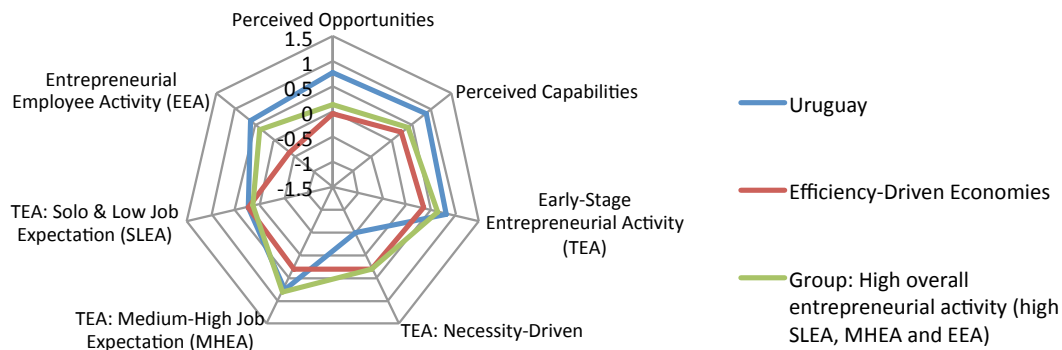 Perceived Opportunities
1.5
1
0.5
0
-0.5
-1
-1.5
Perceived Capabilities
Early-Stage
Entrepreneurial Activity
(TEA)
TEA: Necessity-Driven
TEA: Medium-High Job
Expectation (MHEA)
TEA: Solo & Low Job
Expectation (SLEA)
Entrepreneurial
Employee Activity (EEA)
Uruguay
Efficiency-Driven Economies
Group: High overall
entrepreneurial activity (high
SLEA, MHEA and EEA)